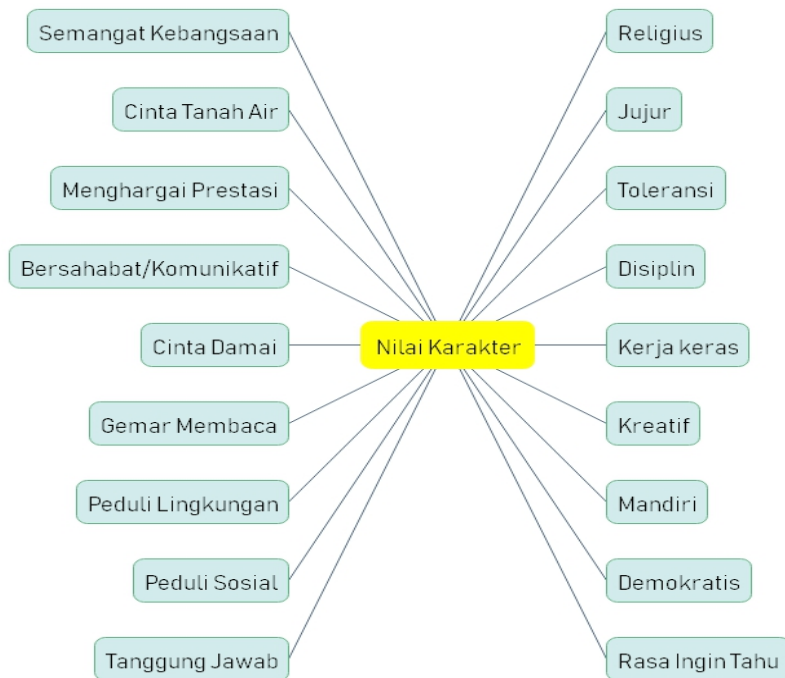 Semangat Kebangsaan
Religius
Cinta Tanah Air
Jujur
Menghargai Prestasi
Toleransi
Bersahabat/Komunikatif
Disiplin
Cinta Damai
Nilai Karakter
Kerja keras
Gemar Membaca
Kreatif
Peduli Lingkungan
Mandiri
Peduli Sosial
Demokratis
Tanggung Jawab
Rasa Ingin Tahu